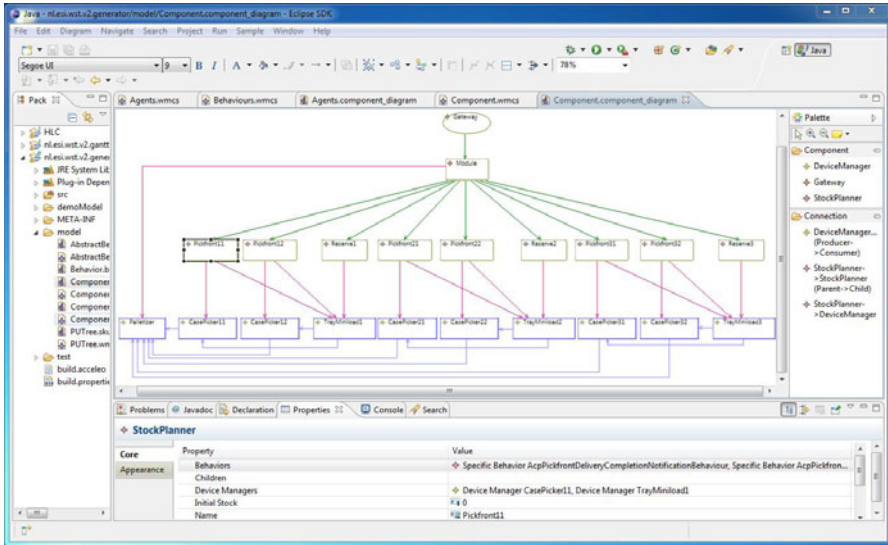 Java - nl.esi.wst.v2.generator/model/Component.component_diagram - Eclipse SDK
File Edit Diagram Navigate Search Project Run Sample Window Help
Java
Segoe UI 9 B I A 78%
Pack Agents.wmcs Behaviours.wmcs Agents.component_diagram Component.wmcs Component.component_diagram
Palette
HLC
nl.esi.wst.v2.gantt
nl.esi.wst.v2.gener
JRE System Lib
Plug-in Depen
src
demoModel
META-INF
model
AbstractBe
AbstractBe
Behavior.b
Componen
Componen
Componen
Componen
PUTree.sku
PUTree.wm
test
build.acceleo
build.propertie
Gateway
Module
Pickfront11 Pickfront12 Reserve1 Pickfront21 Pickfront22 Reserve2 Pickfront31 Pickfront32 Reserve3
Palletizer CasePicker11 CasePicker12 TrayMiniload1 CasePicker21 CasePicker22 TrayMiniload2 CasePicker31 CasePicker32 TrayMiniload3
Component
DeviceManager
Gateway
StockPlanner
Connection
DeviceManager...
(Producer-
>Consumer)
StockPlanner-
>StockPlanner
(Parent->Child)
StockPlanner-
>DeviceManager
Problems Javadoc Declaration Properties Console Search
StockPlanner
Core
Appearance
Property Value
Behaviors Specific Behavior AcpPickfrontDeliveryCompletionNotificationBehaviour, Specific Behavior AcpPickfron...
Children
Device Managers Device Manager CasePicker11, Device Manager TrayMiniload1
Initial Stock 0
Name Pickfront11